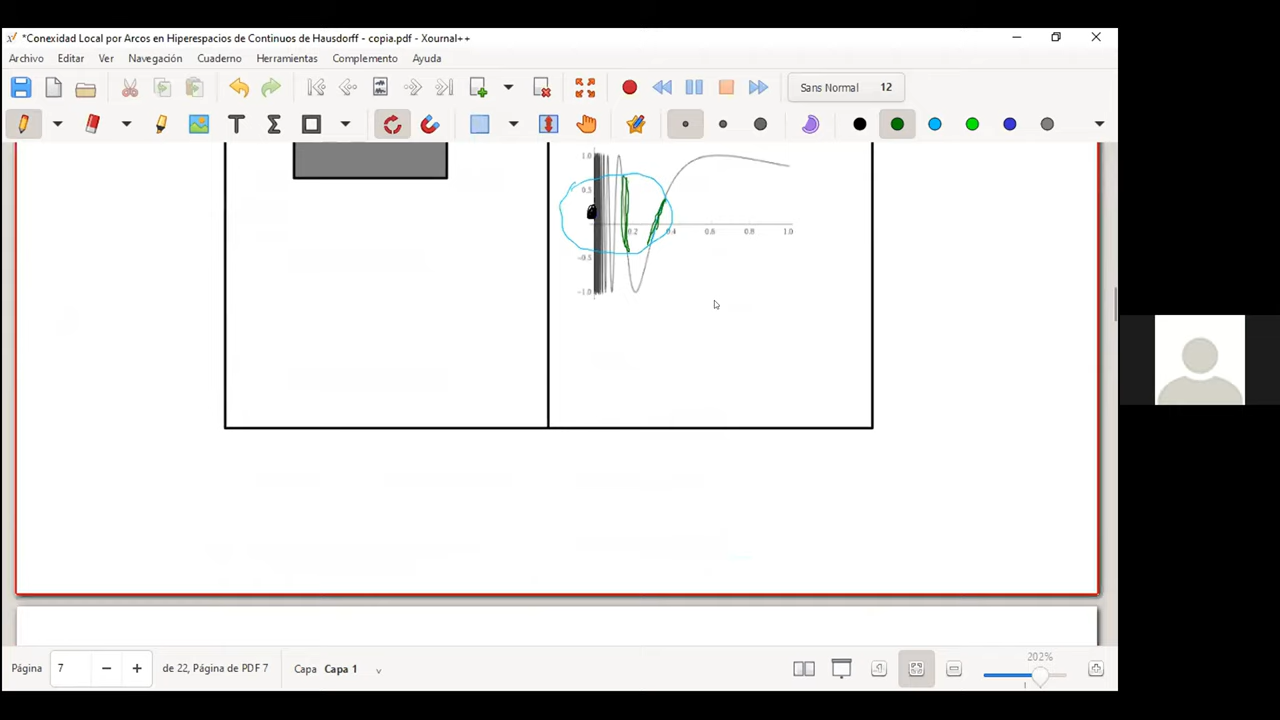 *Conexidad Local por Arcos en Hiperespacios de Continuos de Hausdorff - copia.pdf - Xournal++
Archivo Editar Ver Navegación Cuaderno Herramientas Complemento Ayuda
Sans Normal 12
1.0
0.5
0.2 0.4 0.6 0.8 1.0
-0.5
-1.0
Página 7 de 22, Página de PDF 7 Capa Capa 1 202%